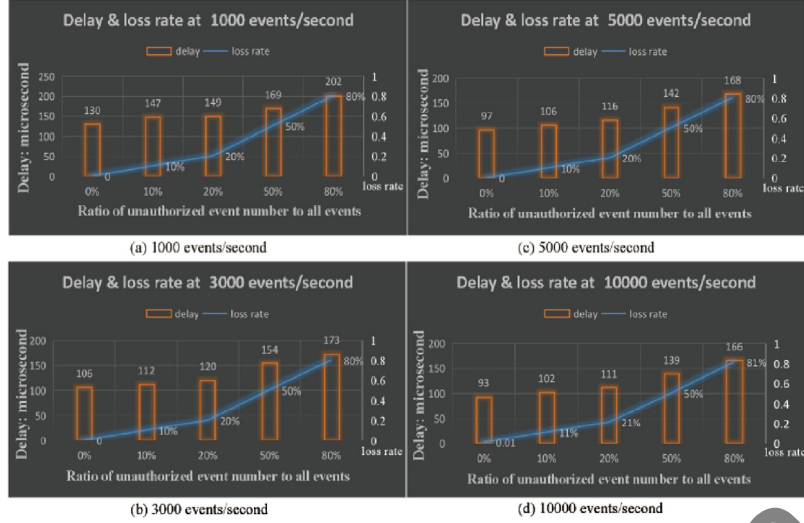 Delay & loss rate at 1000 events/second
delay loss rate
Delay: microsecond
250
200
150
100
50
0
130 147 149 169 202
0 10% 20% 50% 80%
1
0.8
0.6
0.4
0.2
0
loss rate
0% 10% 20% 50% 80%
Ratio of unauthorized event number to all events
(a) 1000 events/second
Delay & loss rate at 5000 events/second
delay loss rate
Delay: microsecond
200
150
100
50
0
97 106 116 142 168
0 10% 20% 50% 80%
1
0.8
0.6
0.4
0.2
0
loss rate
0% 10% 20% 50% 80%
Ratio of unauthorized event number to all events
(c) 5000 events/second
Delay & loss rate at 3000 events/second
delay loss rate
Delay: microsecond
200
150
100
50
0
106 112 120 154 173
0 10% 20% 50% 80%
1
0.8
0.6
0.4
0.2
0
loss rate
0% 10% 20% 50% 80%
Ratio of unauthorized event number to all events
(b) 3000 events/second
Delay & loss rate at 10000 events/second
delay loss rate
Delay: microsecond
200
150
100
50
0
93 102 111 139 166
0.01 11% 21% 50% 81%
1
0.8
0.6
0.4
0.2
0
loss rate
0% 10% 20% 50% 80%
Ratio of unauthorized event number to all events
(d) 10000 events/second